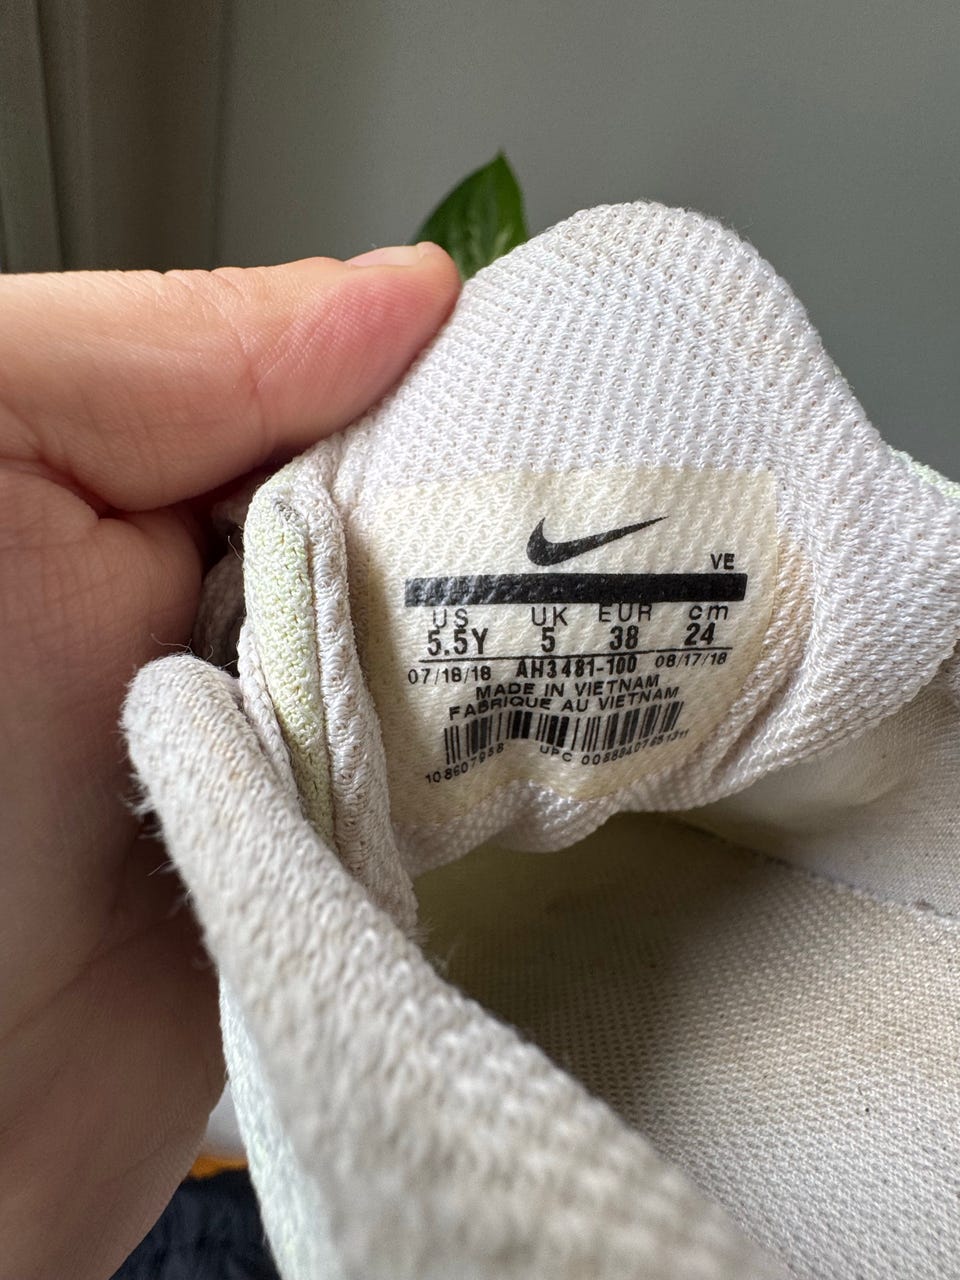 VE
US UK EUR cm
5.5Y 5 38 24
07/18/18 AH3481-100 08/17/18
MADE IN VIETNAM
FABRIQUE AU VIETNAM
UPC